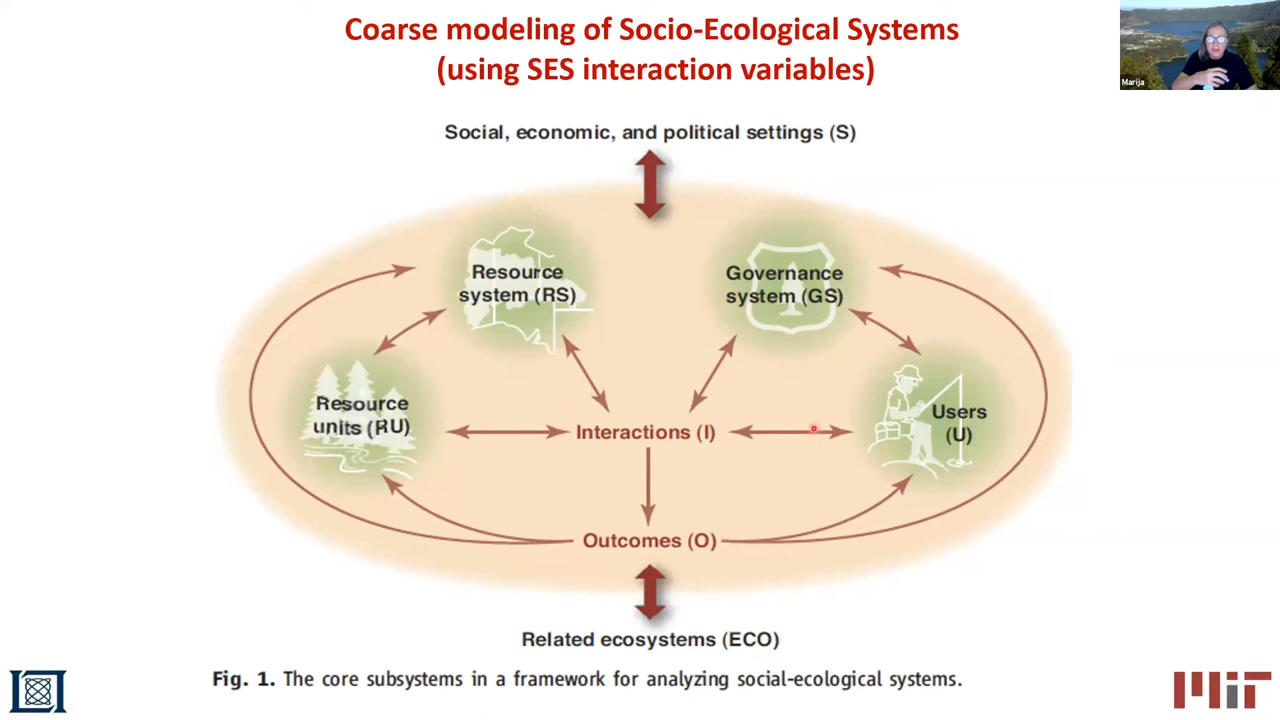 Coarse modeling of Socio-Ecological Systems
(using SES interaction variables)
Marija
Social, economic, and political settings (S)
Resource
system (RS)
Governance
system (GS)
Resource
units (RU)
Users
(U)
Interactions (I)
Outcomes (O)
Related ecosystems (ECO)
Fig. 1. The core subsystems in a framework for analyzing social-ecological systems.
MIT